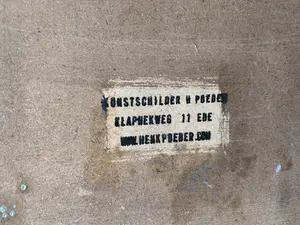 KUNSTSCHILDER H POEDER
KLAPHEKWEG 11 EDE
WWW.HENKPOEDER.COM